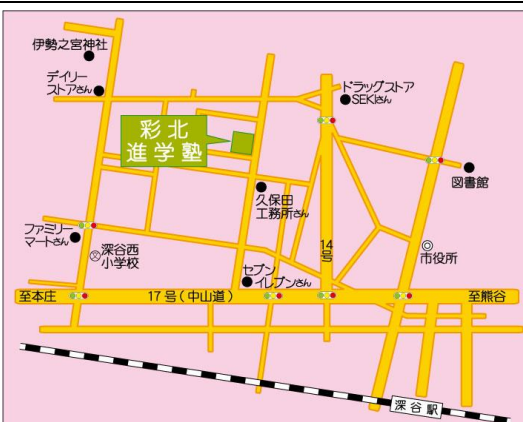 伊勢之宮神社
デイリー
ストアさん
ドラッグストア
SEKIさん
彩北
進学塾
図書館
久保田
工務所さん
ファミリー
マートさん
文
深谷西
小学校
14号
市役所
セブン
イレブンさん
至本庄
17号(中山道)
至熊谷
深谷駅